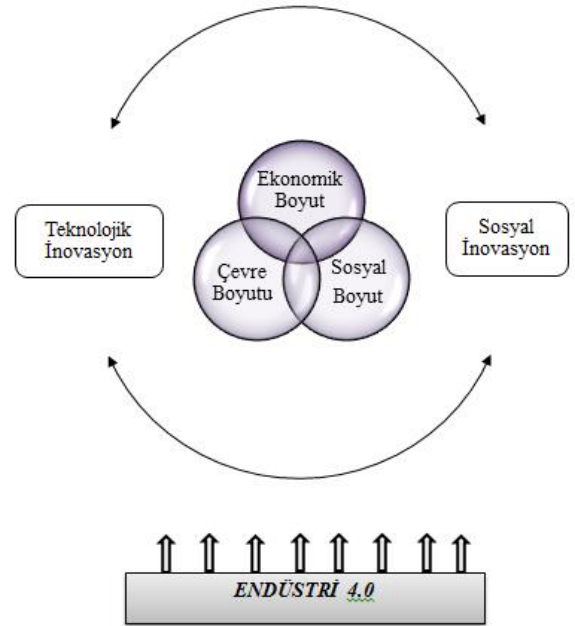 Ekonomik
Boyut
Teknolojik
İnovasyon
Sosyal
İnovasyon
Çevre
Boyutu
Sosyal
Boyut
ENDÜSTRİ 4.0